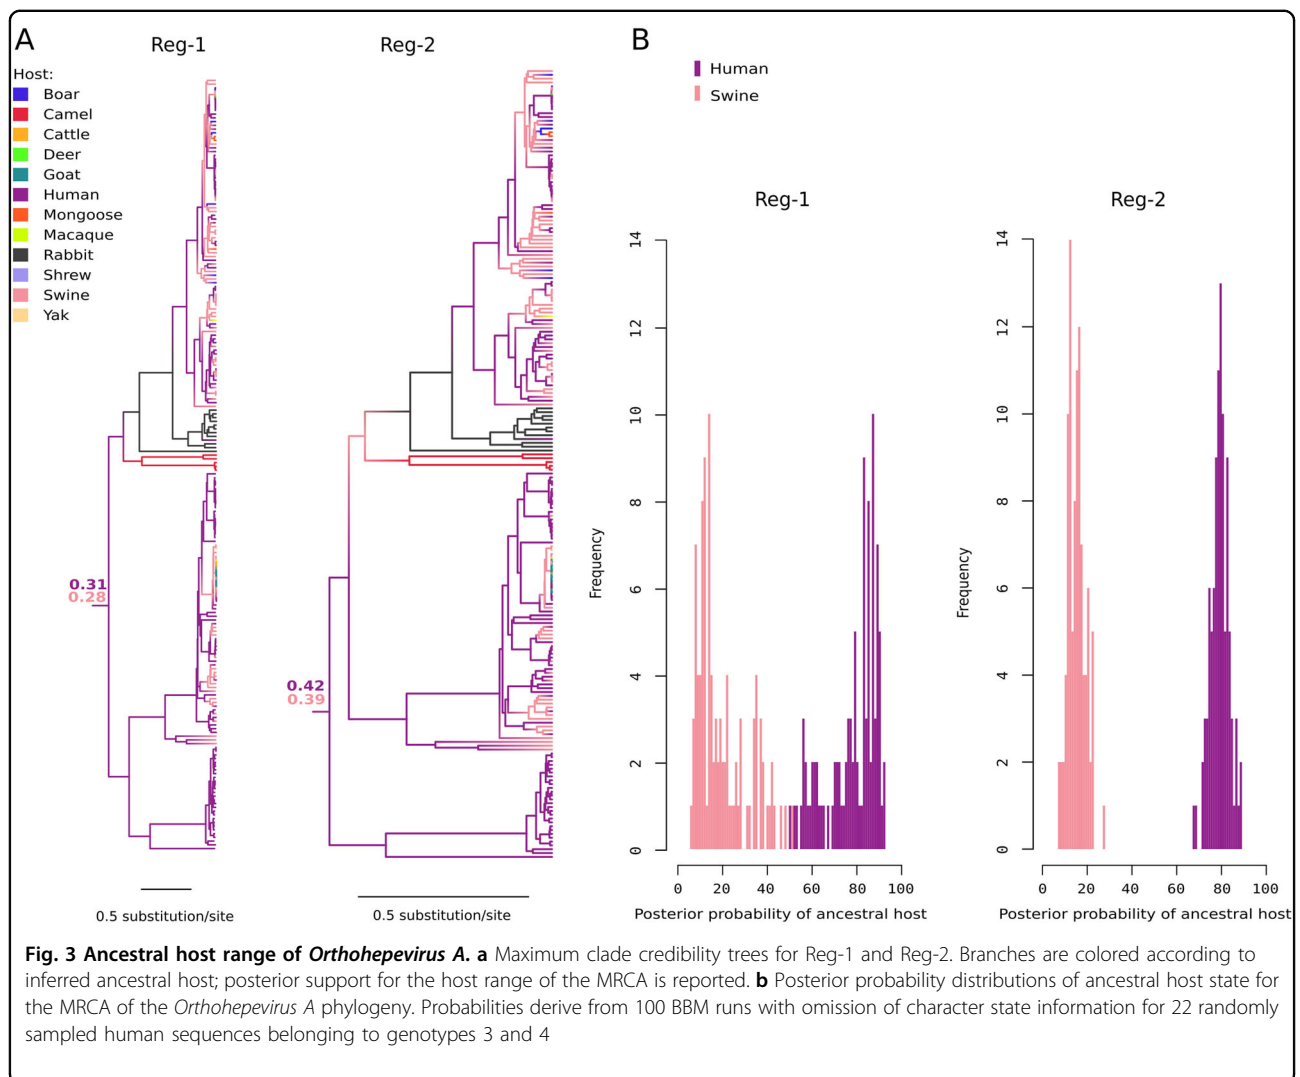 A
Reg-1
Reg-2
Host:
Boar
Camel
Cattle
Deer
Goat
Human
Mongoose
Macaque
Rabbit
Shrew
Swine
Yak
0.31
0.28
0.42
0.39
0.5 substitution/site
0.5 substitution/site
B
Human
Swine
Reg-1
Frequency
0
2
4
6
8
10
12
14
0 20 40 60 80 100
Posterior probability of ancestral host
Reg-2
Frequency
0
2
4
6
8
10
12
14
0 20 40 60 80 100
Posterior probability of ancestral host
Fig. 3 Ancestral host range of Orthohepevirus A. a Maximum clade credibility trees for Reg-1 and Reg-2. Branches are colored according to
inferred ancestral host; posterior support for the host range of the MRCA is reported. b Posterior probability distributions of ancestral host state for
the MRCA of the Orthohepevirus A phylogeny. Probabilities derive from 100 BBM runs with omission of character state information for 22 randomly
sampled human sequences belonging to genotypes 3 and 4